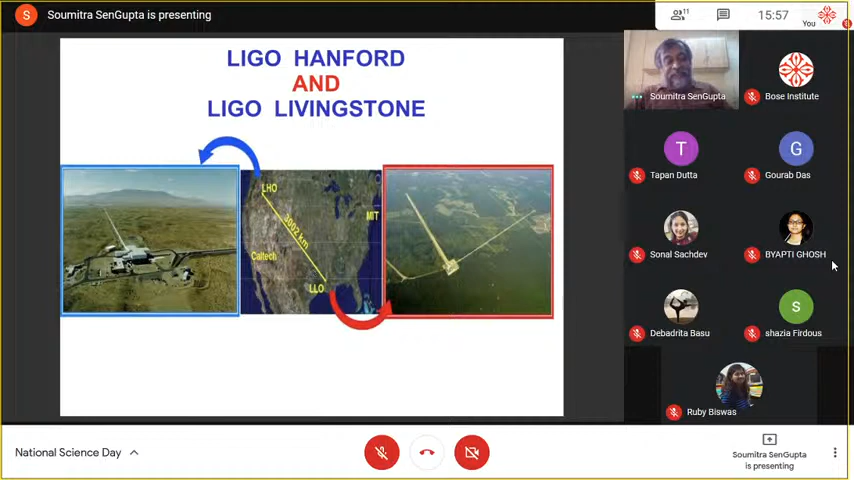 S
Soumitra SenGupta is presenting
11
15:57
You
LIGO HANFORD
AND
LIGO LIVINGSTONE
LHO
3002 km
MIT
Caltech
LLO
Soumitra SenGupta
Bose Institute
T
Tapan Dutta
G
Gourab Das
Sonal Sachdev
BYAPTI GHOSH
Debadrita Basu
S
shazia Firdous
Ruby Biswas
National Science Day
Soumitra SenGupta
is presenting